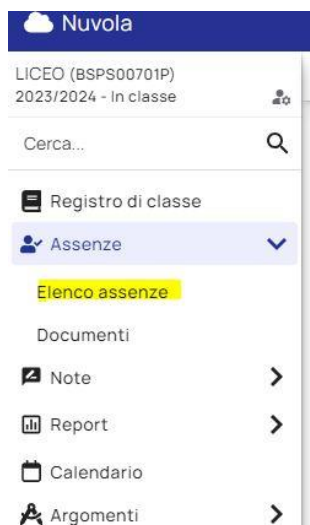 Nuvola
LICEO (BSPS00701P)
2023/2024 - In classe
Cerca...
Registro di classe
Assenze
Elenco assenze
Documenti
Note
Report
Calendario
Argomenti